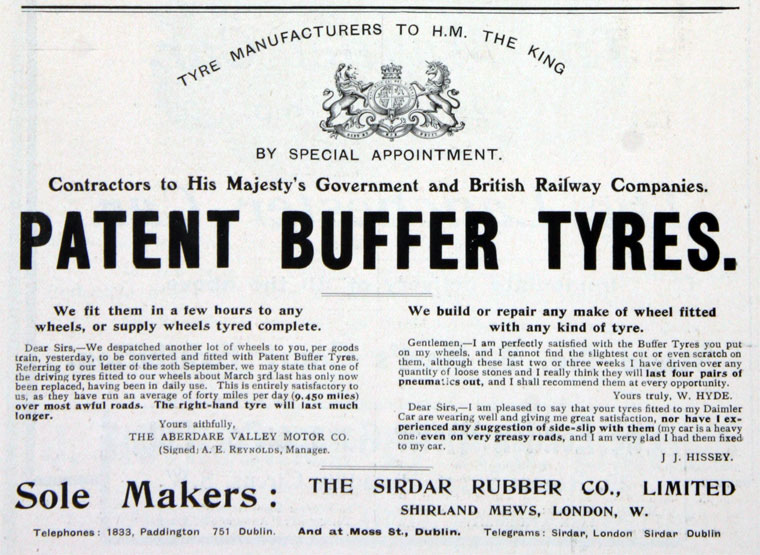 TYRE MANUFACTURERS TO H.M. THE KING
BY SPECIAL APPOINTMENT.
Contractors to His Majesty's Government and British Railway Companies.
PATENT BUFFER TYRES.
We fit them in a few hours to any
wheels, or supply wheels tyred complete.
Dear Sirs,—We despatched another lot of wheels to you, per goods
train, yesterday, to be converted and fitted with Patent Buffer Tyres.
Referring to our letter of the 20th September, we may state that one of
the driving tyres fitted to our wheels about March 3rd last has only now
been replaced, having been in daily use. This is entirely satisfactory to
us, as they have run an average of forty miles per day (9,450 miles)
over most awful roads. The right-hand tyre will last much
longer.
Yours aithfully,
THE ABERDARE VALLEY MOTOR CO.
(Signed) A. E. REYNOLDS, Manager.
We build or repair any make of wheel fitted
with any kind of tyre.
Gentlemen,—I am perfectly satisfied with the Buffer Tyres you put
on my wheels, and I cannot find the slightest cut or even scratch on
them, although these last two or three weeks I have driven over any
quantity of loose stones and I really think they will last four pairs of
pneumatics out, and I shall recommend them at every opportunity.
Yours truly, W. HYDE.
Dear Sirs,—I am pleased to say that your tyres fitted to my Daimler
Car are wearing well and giving me great satisfaction, nor have I ex-
perienced any suggestion of side-slip with them (my car is a heavy
one) even on very greasy roads, and I am very glad I had them fixed
to my car.
J J. HISSEY.
Sole Makers:
THE SIRDAR RUBBER CO., LIMITED
SHIRLAND MEWS, LONDON, W.
Telephones: 1833, Paddington 751 Dublin. And at Moss St., Dublin. Telegrams: Sirdar, London Sirdar Dublin